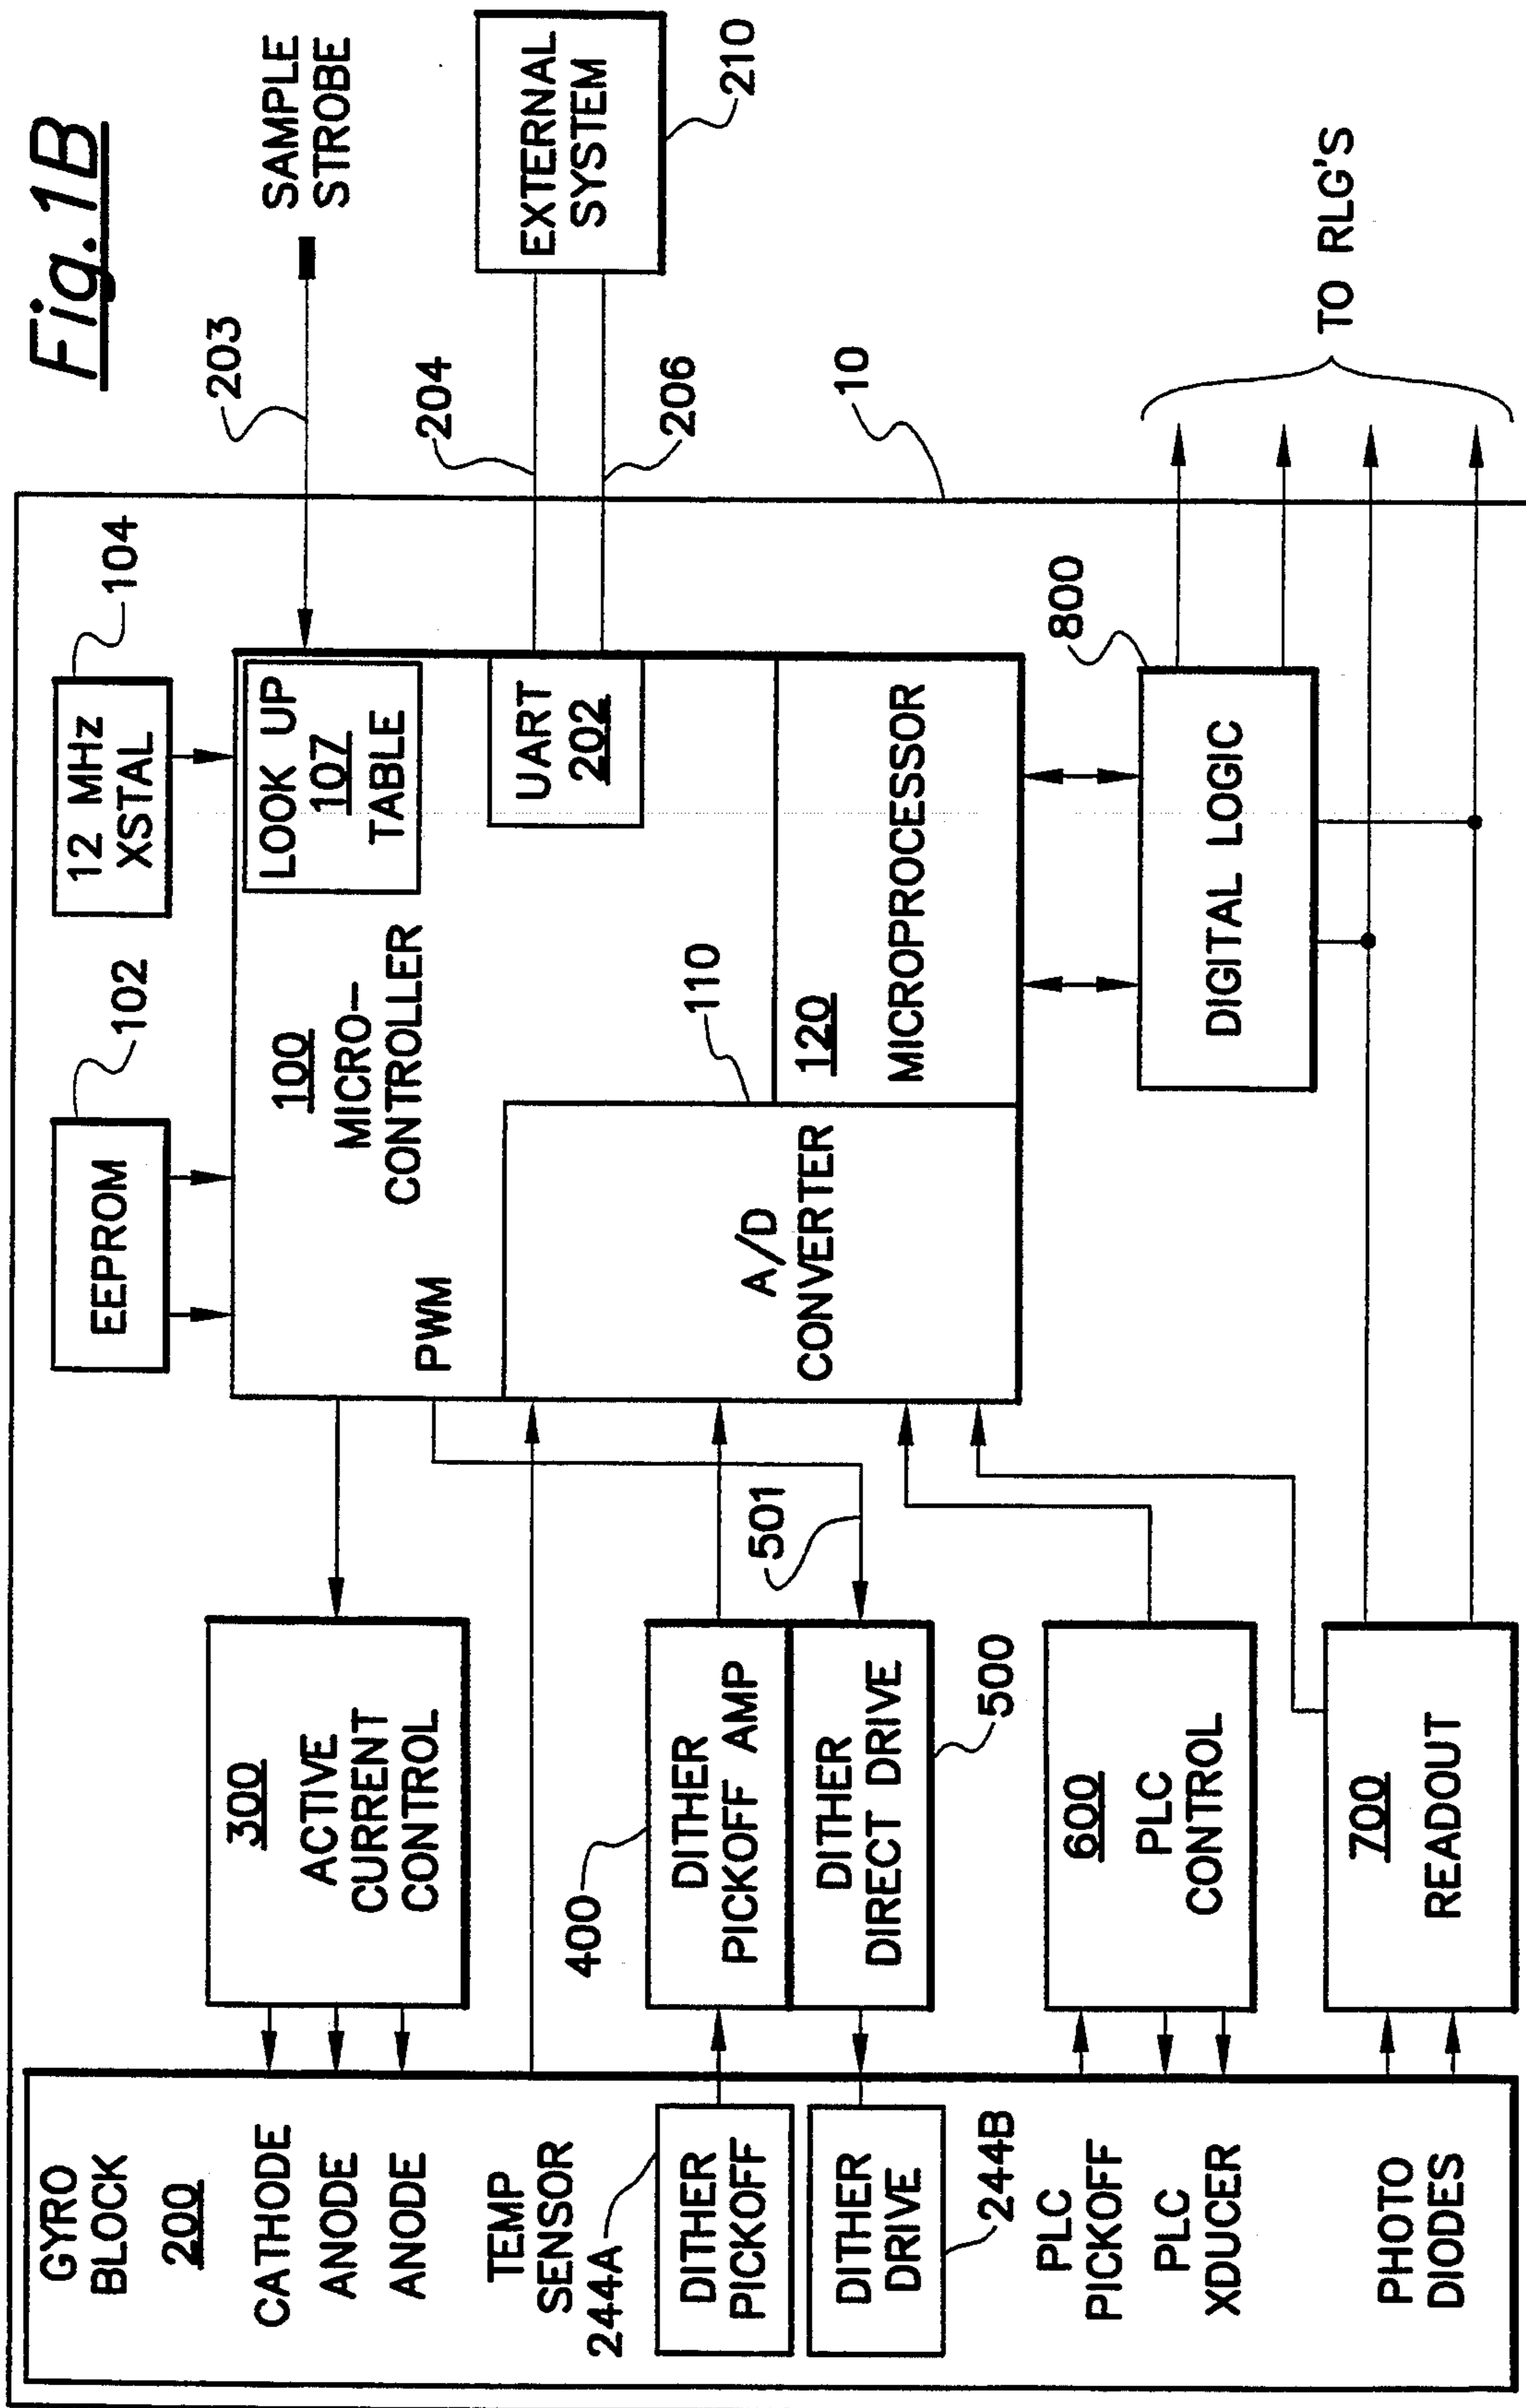 Fig. 1B
SAMPLE
STROBE
203
EXTERNAL
SYSTEM
210
204
206
10
TO RLG'S
104
12 MHz
XSTAL
102
EEPROM
LOOK UP
107
TABLE
UART
202
100
MICRO-
CONTROLLER
PWM
110
A/D
CONVERTER
120
MICROPROCESSOR
800
DIGITAL LOGIC
300
ACTIVE
CURRENT
CONTROL
400
DITHER
PICKOFF AMP
501
DITHER
DIRECT DRIVE
500
600
PLC
CONTROL
700
READOUT
GYRO
BLOCK
200
CATHODE
ANODE
ANODE
TEMP
SENSOR
244A
DITHER
PICKOFF
DITHER
DRIVE
244B
PLC
PICKOFF
PLC
XDUCER
PHOTO
DIODES